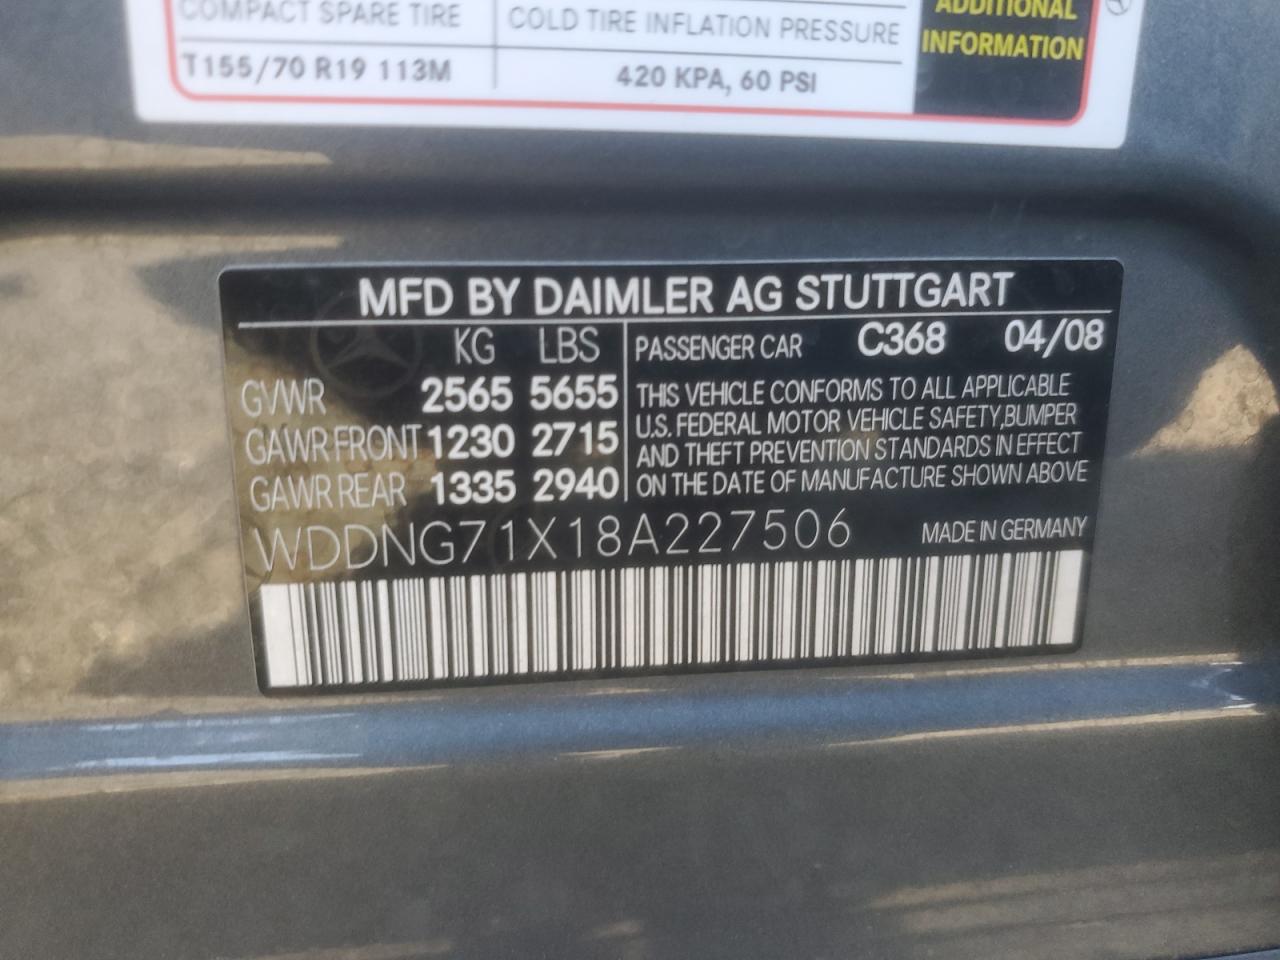 COMPACT SPARE TIRE
COLD TIRE INFLATION PRESSURE
T155/70 R19 113M
420 KPA, 60 PSI
ADDITIONAL
INFORMATION
MFD BY DAIMLER AG STUTTGART
KG LBS
GVWR 2565 5655
GAWR FRONT 1230 2715
GAWR REAR 1335 2940
PASSENGER CAR C368 04/08
THIS VEHICLE CONFORMS TO ALL APPLICABLE
U.S. FEDERAL MOTOR VEHICLE SAFETY,BUMPER
AND THEFT PREVENTION STANDARDS IN EFFECT
ON THE DATE OF MANUFACTURE SHOWN ABOVE
WDDNG71X18A227506
MADE IN GERMANY